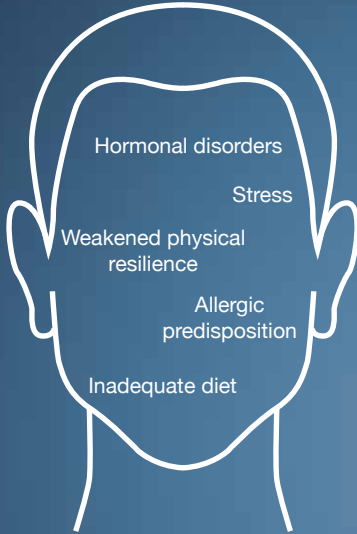 Hormonal disorders
Stress
Weakened physical
resilience
Allergic
predisposition
Inadequate diet